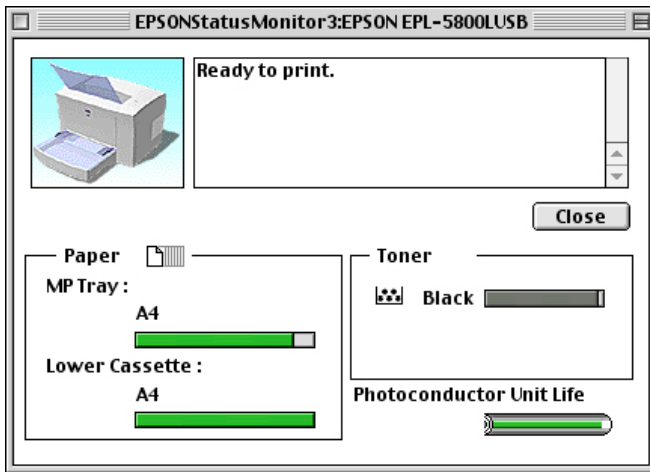 EPSONStatusMonitor3:EPSON EPL-5800LUSB
Ready to print.
Close
Paper
MP Tray :
A4
Lower Cassette :
A4
Toner
Black
Photoconductor Unit Life